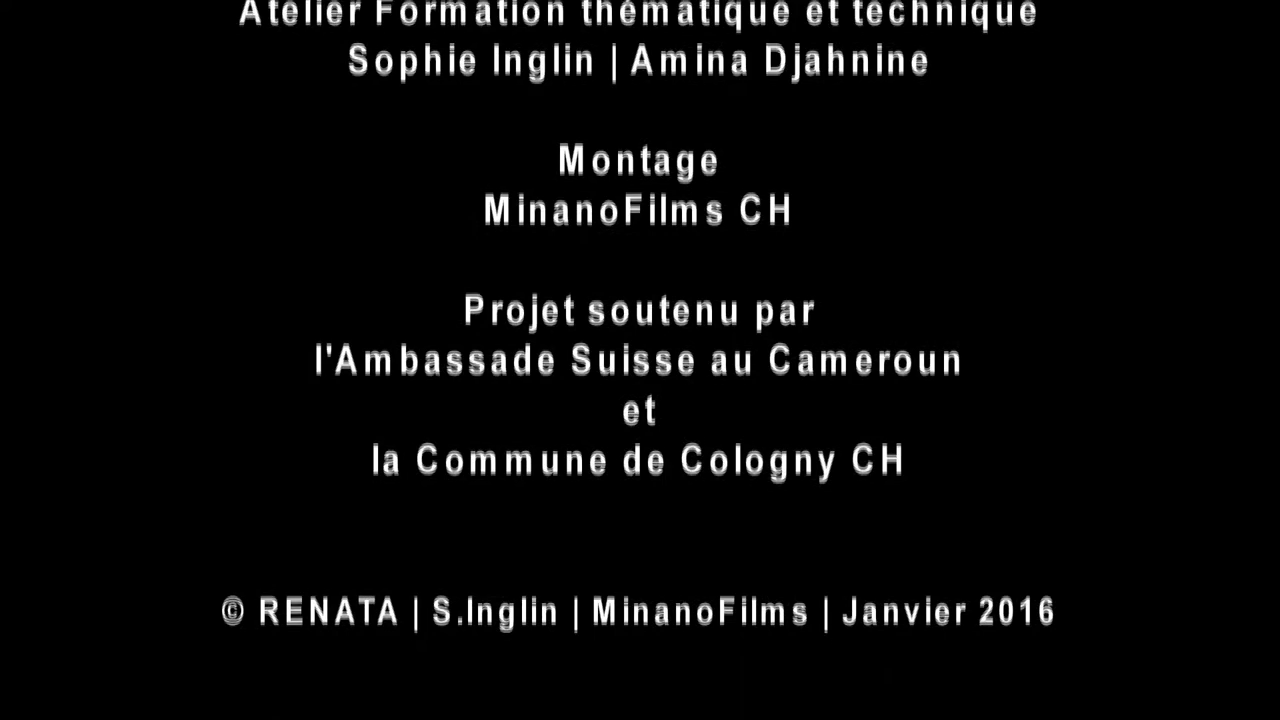 Atelier Formation thématique et technique
Sophie Inglin | Amina Djahnine
Montage
MinanoFilms CH
Projet soutenu par
l'Ambassade Suisse au Cameroun
et
la Commune de Cologny CH
© RENATA | S.Inglin | MinanoFilms | Janvier 2016